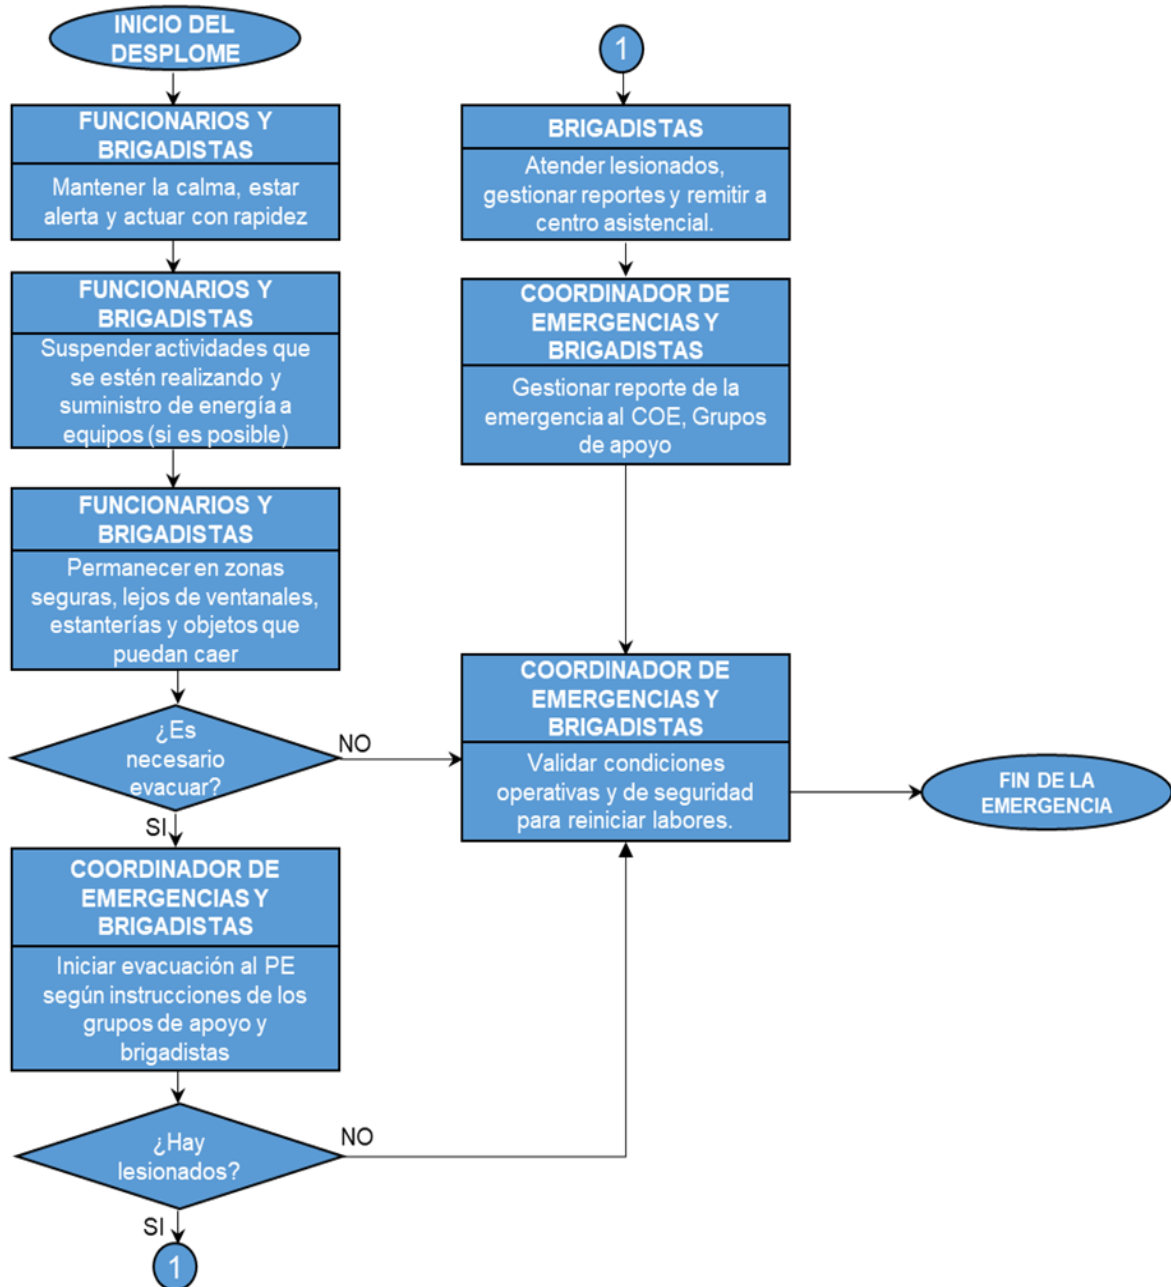 INICIO DEL
DESPLOME
FUNCIONARIOS Y
BRIGADISTAS
Mantener la calma, estar
alerta y actuar con rapidez
FUNCIONARIOS Y
BRIGADISTAS
Suspender actividades que
se estén realizando y
suministro de energía a
equipos (si es posible)
FUNCIONARIOS Y
BRIGADISTAS
Permanecer en zonas
seguras, lejos de ventanales,
estanterías y objetos que
puedan caer
¿Es
necesario
evacuar?
NO
SI
COORDINADOR DE
EMERGENCIAS Y
BRIGADISTAS
Iniciar evacuación al PE
según instrucciones de los
grupos de apoyo y
brigadistas
¿Hay
lesionados?
NO
SI
1
1
BRIGADISTAS
Atender lesionados,
gestionar reportes y remitir a
centro asistencial.
COORDINADOR DE
EMERGENCIAS Y
BRIGADISTAS
Gestionar reporte de la
emergencia al COE, Grupos
de apoyo
COORDINADOR DE
EMERGENCIAS Y
BRIGADISTAS
Validar condiciones
operativas y de seguridad
para reiniciar labores.
FIN DE LA
EMERGENCIA